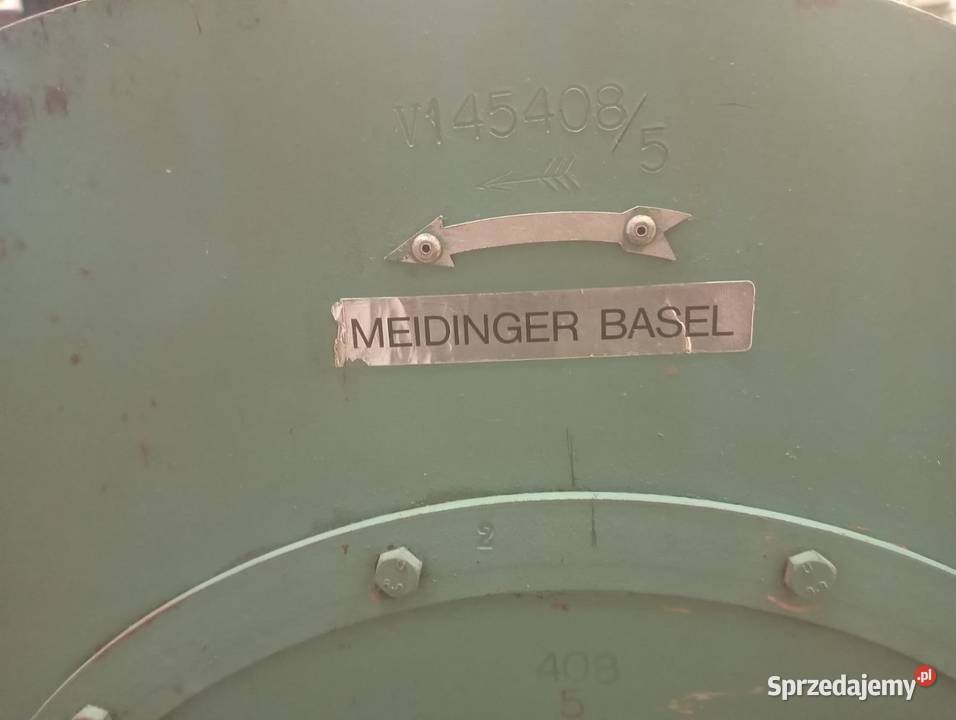 V145408/5
MEIDINGER BASEL
2
408
5
Sprzedajemy.pl